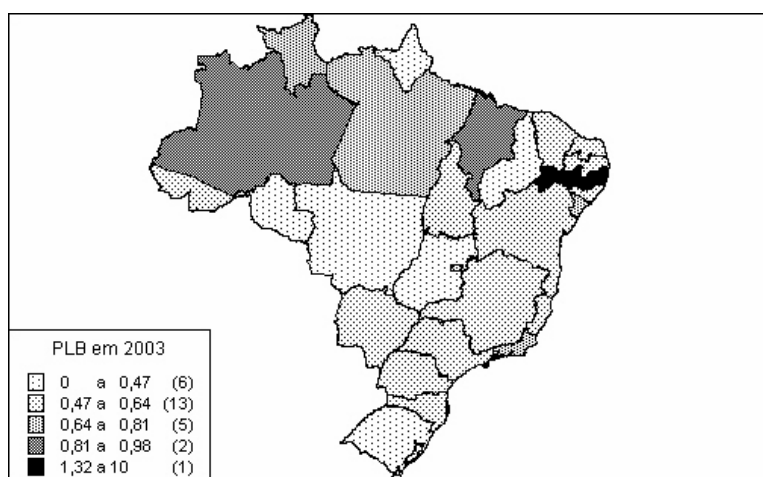 PLB em 2003
0 a 0,47 (6)
0,47 a 0,64 (13)
0,64 a 0,81 (5)
0,81 a 0,98 (2)
1,32 a 10 (1)